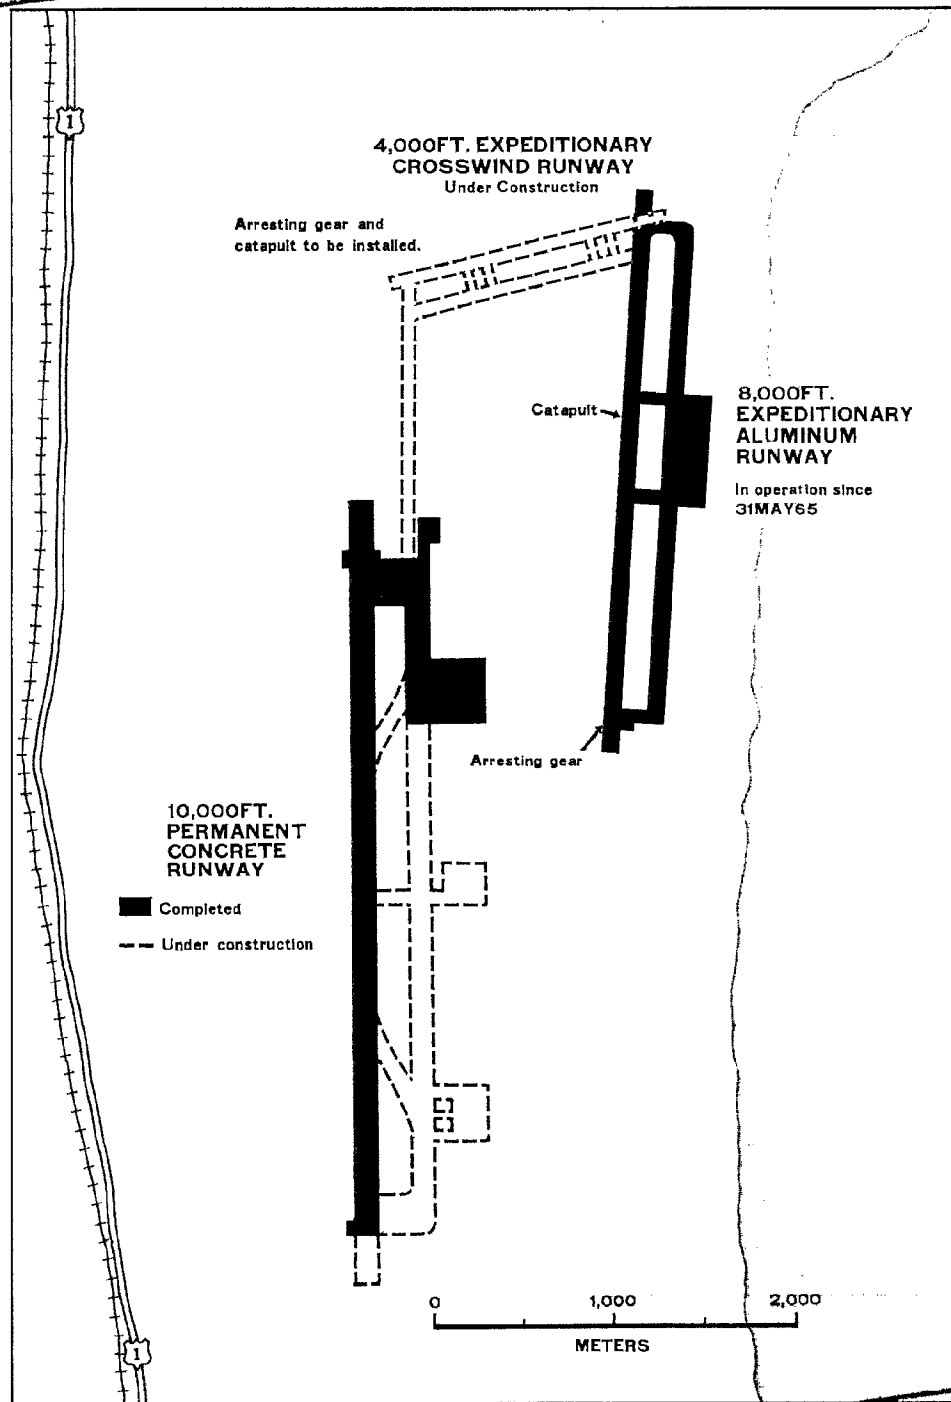 1
4,000FT. EXPEDITIONARY
CROSSWIND RUNWAY
Under Construction
Arresting gear and
catapult to be installed.
Catapult
8,000FT.
EXPEDITIONARY
ALUMINUM
RUNWAY
In operation since
31MAY65
Arresting gear
10,000FT.
PERMANENT
CONCRETE
RUNWAY
Completed
Under construction
0 1,000 2,000
METERS
1